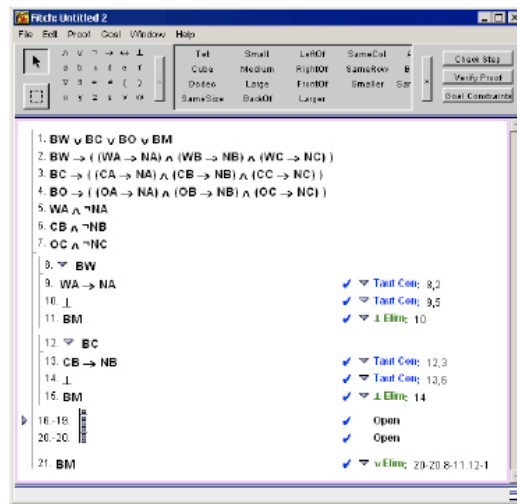 Fitch: Untitled 2
File Edit Proof Goal Window Help
∧ ∨ ¬ → ↔ ⊥
a b c d e f
∀ ∃ = ≠ ( )
u v z
Tet Small LeftOf SameCol
Cube Medium RightOf SameRow B
Dodec Large FrontOf Smaller Sar
SameSize BackOf Larger
Check Step
Verify Proof
Goal Constraints
1. BW ∨ BC ∨ BO ∨ BM
2. BW → ( (WA → NA) ∧ (WB → NB) ∧ (WC → NC) )
3. BC → ( (CA → NA) ∧ (CB → NB) ∧ (CC → NC) )
4. BO → ( (OA → NA) ∧ (OB → NB) ∧ (OC → NC) )
5. WA ∧ ¬NA
6. CB ∧ ¬NB
7. OC ∧ ¬NC
8. BW
9. WA → NA Taut Con: 8,2
10. ⊥ Taut Con: 9,5
11. BM ⊥ Elim: 10
12. BC
13. CB → NB Taut Con: 12,3
14. ⊥ Taut Con: 13,6
15. BM ⊥ Elim: 14
16.-19. Open
20.-20. Open
21. BM ∨ Elim: 20-20,8-11,12-1